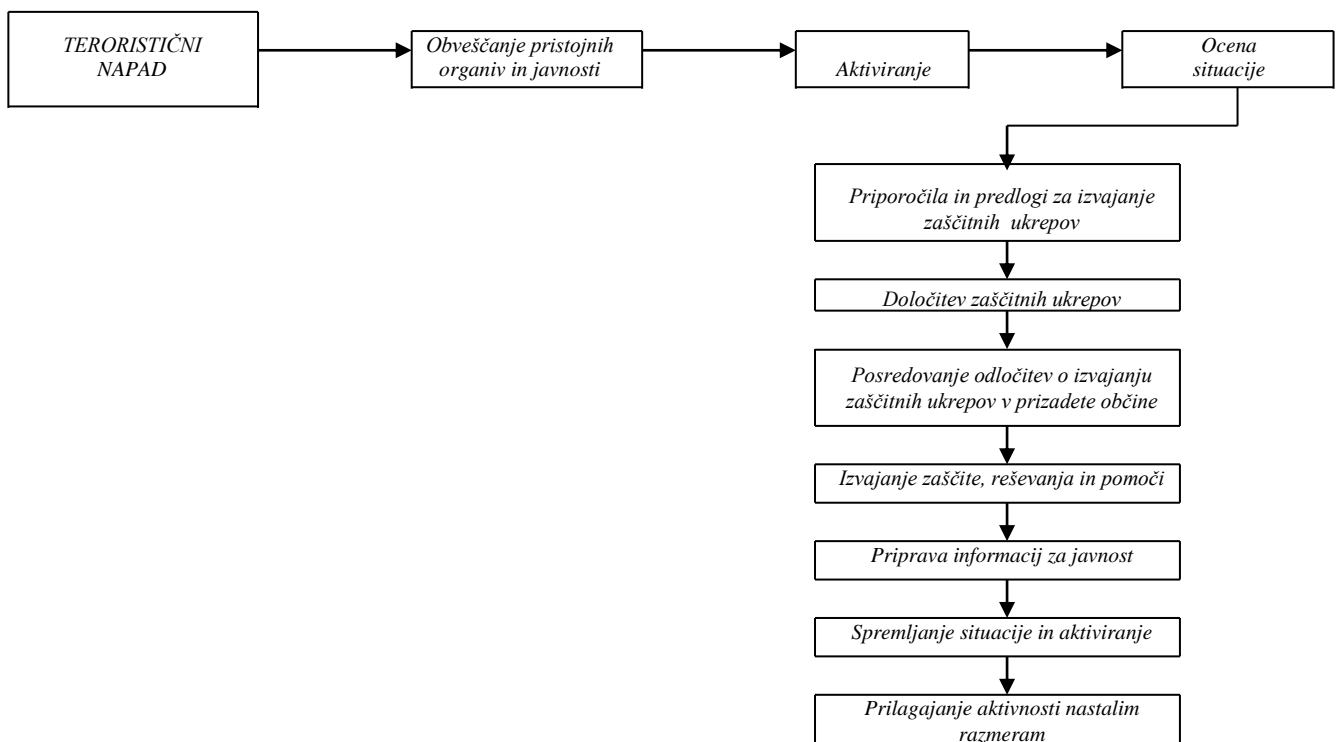 TERORISTIČNI
NAPAD
Obveščanje pristojnih
organiv in javnosti
Aktiviranje
Ocena
situacije
Priporočila in predlogi za izvajanje
zaščitnih ukrepov
Določitev zaščitnih ukrepov
Posredovanje odločitev o izvajanju
zaščitnih ukrepov v prizadete občine
Izvajanje zaščite, reševanja in pomoči
Priprava informacij za javnost
Spremljanje situacije in aktiviranje
Prilagajanje aktivnosti nastalim
razmeram